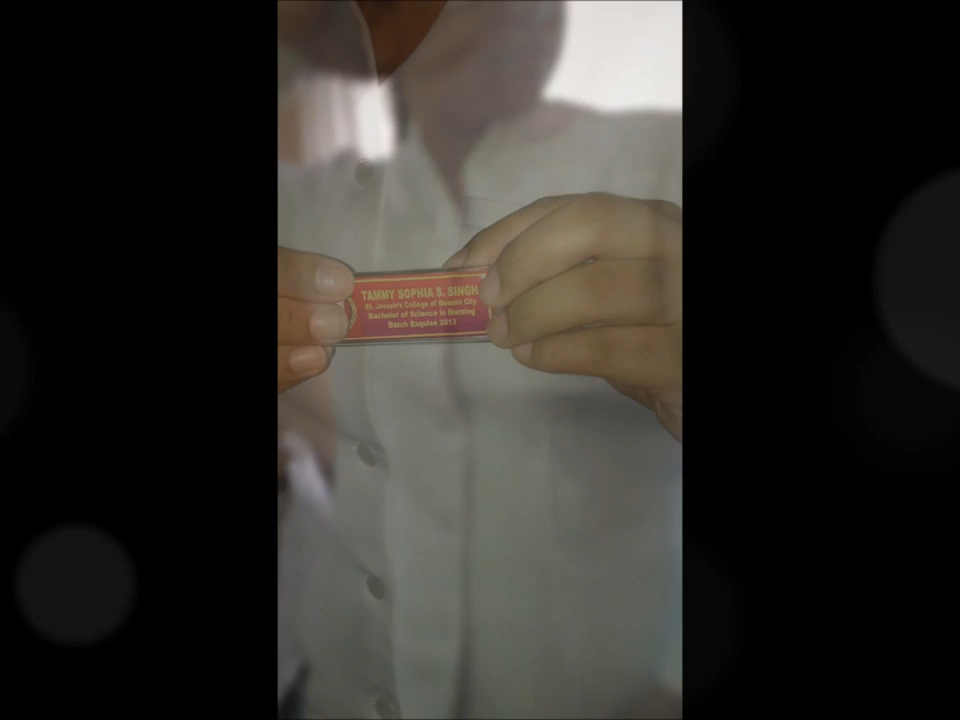 TAMMY SOPHIA S. SINGH
St. Joseph's College of Quezon City
Bachelor of Science in Nursing
Batch Exquise 2013